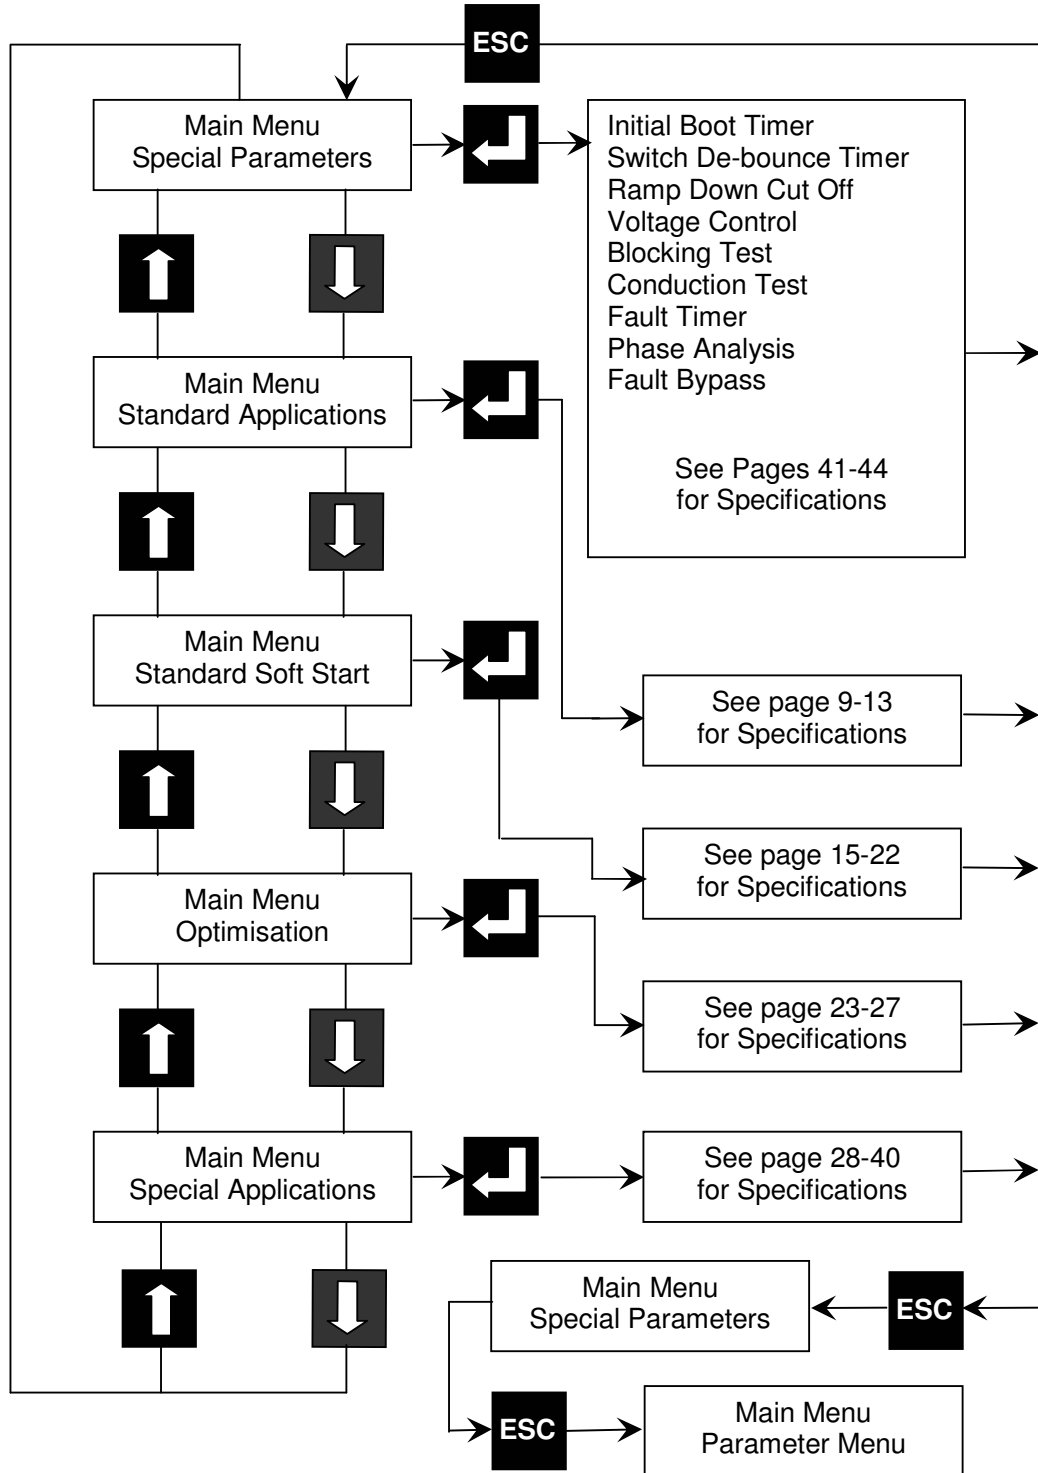 ESC
Main Menu
Special Parameters
Initial Boot Timer
Switch De-bounce Timer
Ramp Down Cut Off
Voltage Control
Blocking Test
Conduction Test
Fault Timer
Phase Analysis
Fault Bypass
See Pages 41-44
for Specifications
Main Menu
Standard Applications
Main Menu
Standard Soft Start
See page 9-13
for Specifications
See page 15-22
for Specifications
Main Menu
Optimisation
See page 23-27
for Specifications
Main Menu
Special Applications
See page 28-40
for Specifications
Main Menu
Special Parameters
ESC
ESC
Main Menu
Parameter Menu